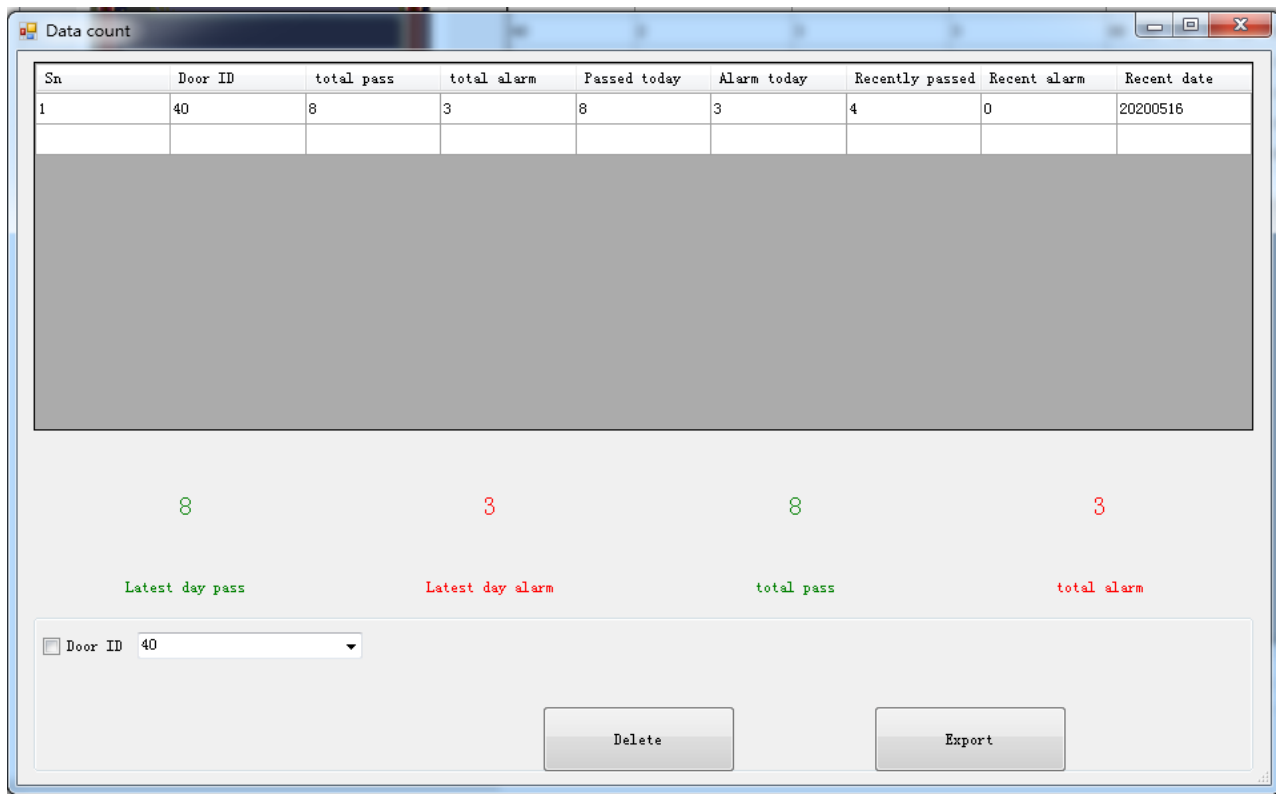 Data count
Sn Door ID total pass total alarm Passed today Alarm today Recently passed Recent alarm Recent date
1 40 8 3 8 3 4 0 20200516
8 3 8 3
Latest day pass Latest day alarm total pass total alarm
Door ID 40
Delete Export